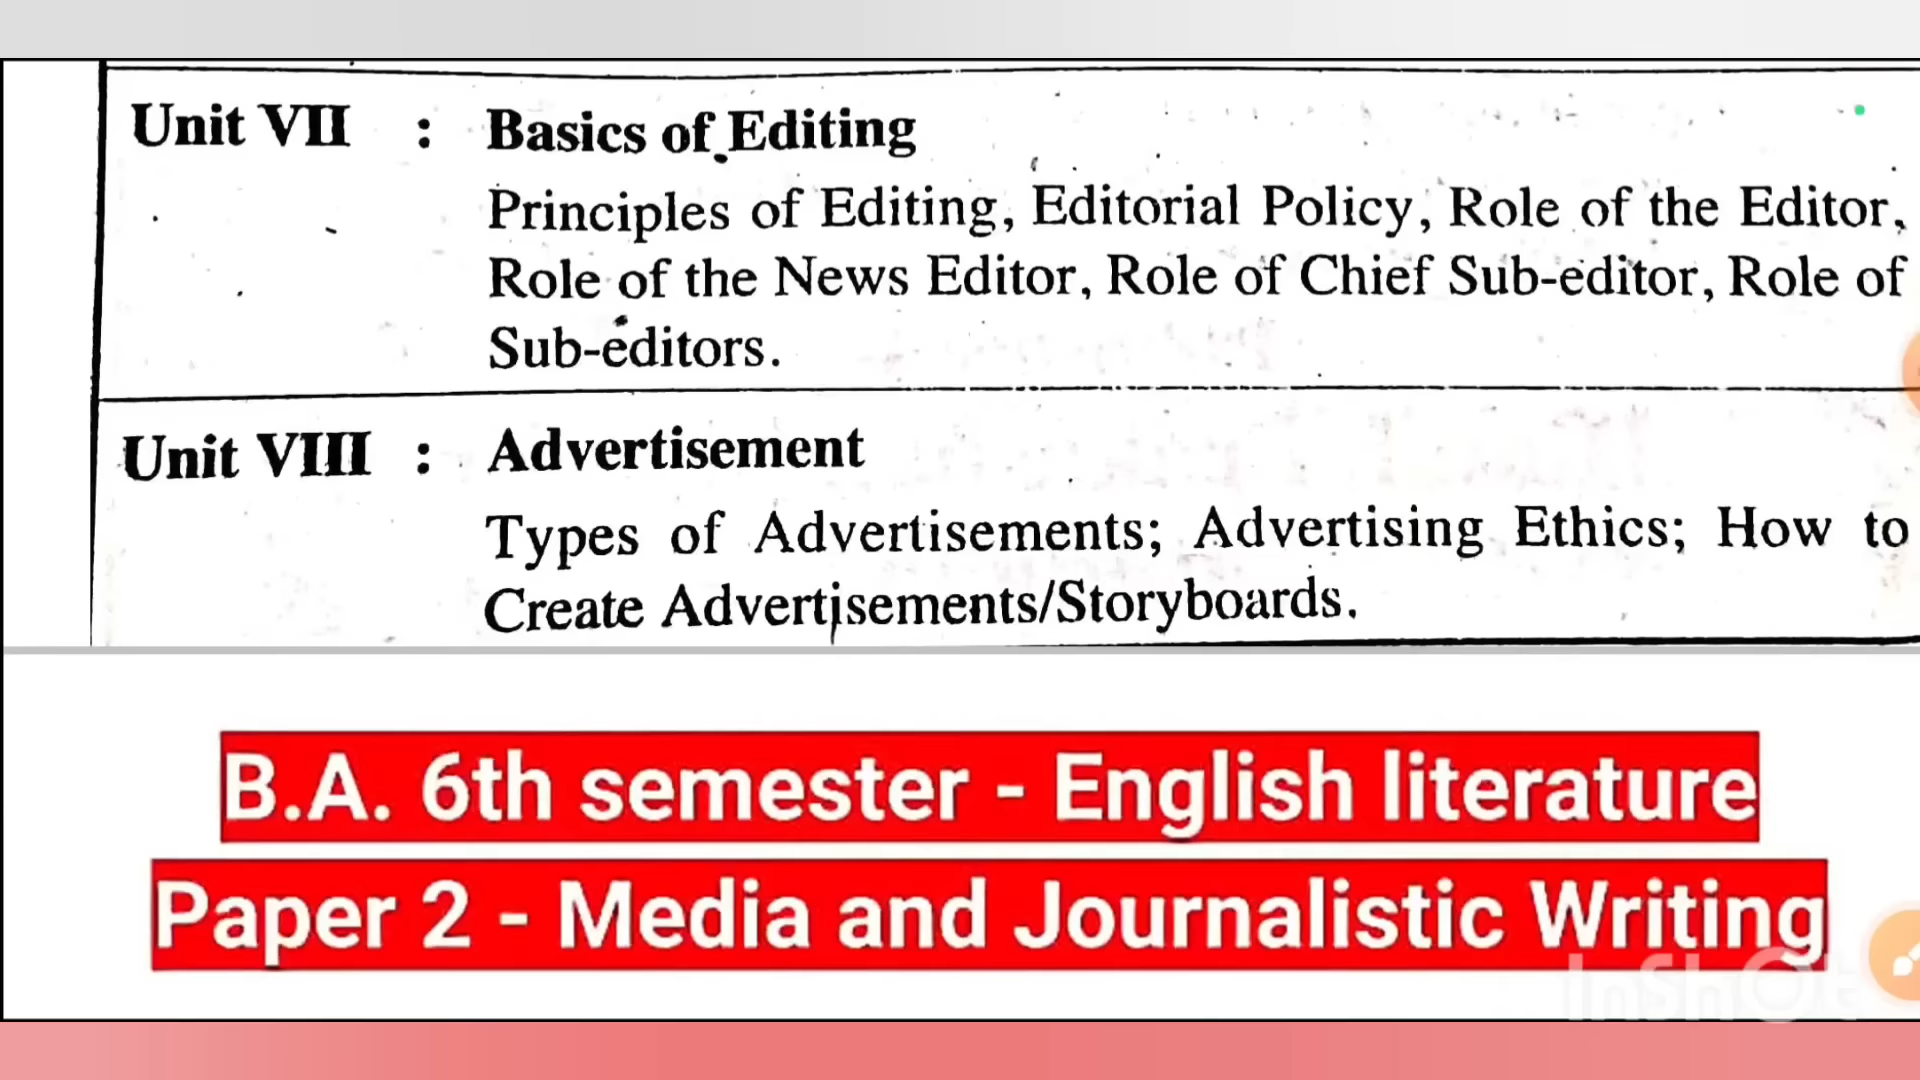 Unit VII : Basics of Editing
Principles of Editing, Editorial Policy, Role of the Editor,
Role of the News Editor, Role of Chief Sub-editor, Role of
Sub-editors.
Unit VIII : Advertisement
Types of Advertisements; Advertising Ethics; How to
Create Advertisements/Storyboards.
B.A. 6th semester - English literature
Paper 2 - Media and Journalistic Writing
InShOt